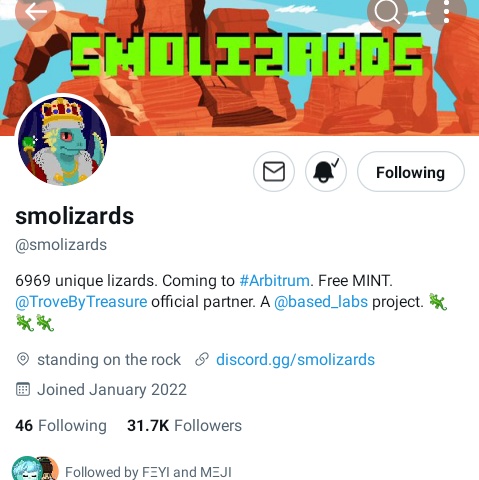 SMOLIZARDS
Following
smolizards
@smolizards
6969 unique lizards. Coming to #Arbitrum. Free MINT.
@TroveByTreasure official partner. A @based_labs project. 🦎
🦎🦎
standing on the rock discord.gg/smolizards
Joined January 2022
46 Following 31.7K Followers
Followed by FΞYI and MΞJI